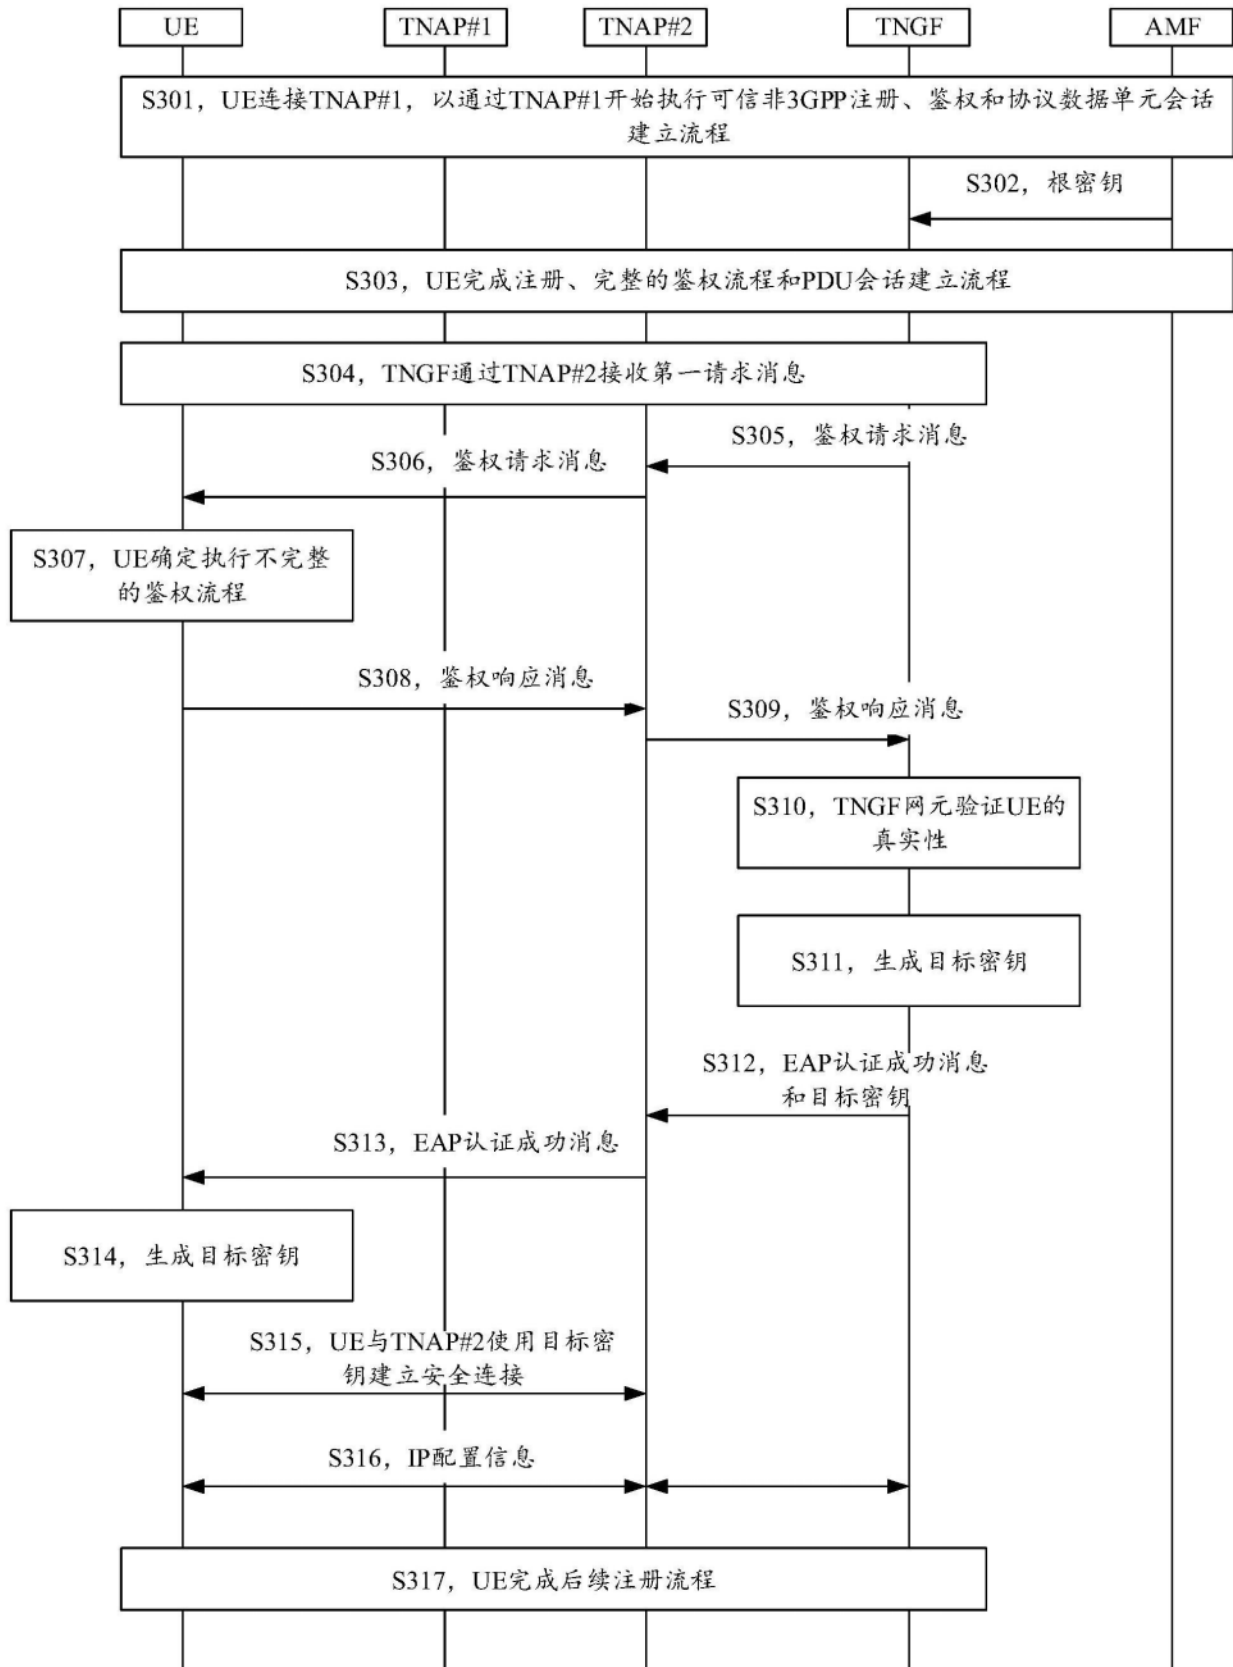 UE
TNAP#1
TNAP#2
TNGF
AMF
S301，UE连接TNAP#1，以通过TNAP#1开始执行可信非3GPP注册、鉴权和协议数据单元会话
建立流程
S302，根密钥
S303，UE完成注册、完整的鉴权流程和PDU会话建立流程
S304，TNGF通过TNAP#2接收第一请求消息
S305，鉴权请求消息
S306，鉴权请求消息
S307，UE确定执行不完整
的鉴权流程
S308，鉴权响应消息
S309，鉴权响应消息
S310，TNGF网元验证UE的
真实性
S311，生成目标密钥
S312，EAP认证成功消息
和目标密钥
S313，EAP认证成功消息
S314，生成目标密钥
S315，UE与TNAP#2使用目标密
钥建立安全连接
S316，IP配置信息
S317，UE完成后续注册流程